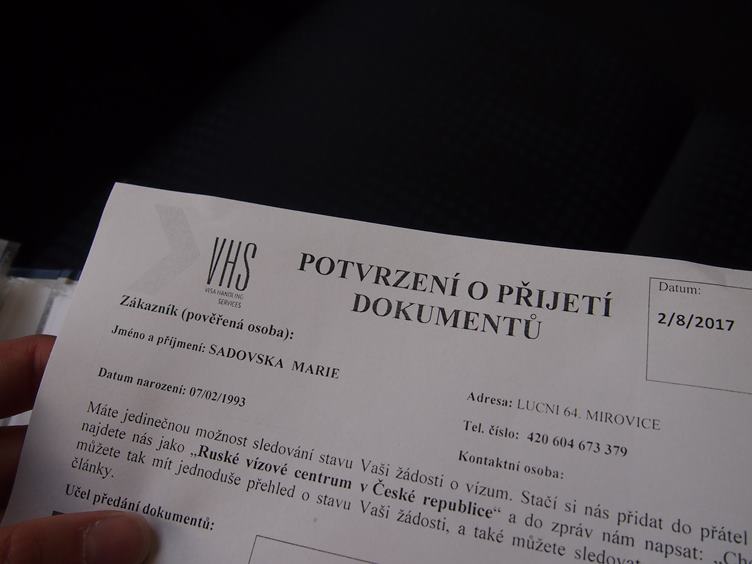 VHS
VISA HANDLING
SERVICES
POTVRZENÍ O PŘIJETÍ
DOKUMENTŮ
Datum:
2/8/2017
Zákazník (pověřená osoba):
Jméno a příjmení: SADOVSKA MARIE
Datum narození: 07/02/1993
Adresa: LUCNI 64. MIROVICE
Tel. číslo: 420 604 673 379
Kontaktní osoba:
Máte jedinečnou možnost sledování stavu Vaši žádosti o vízum. Stačí si nás přidat do přátel
najdete nás jako „Ruské vízové centrum v České republice“ a do zpráv nám napsat:
můžete tak mít jednoduše přehled o stavu Vaši žádosti, a také můžete
články.
Učel předání dokumentů: